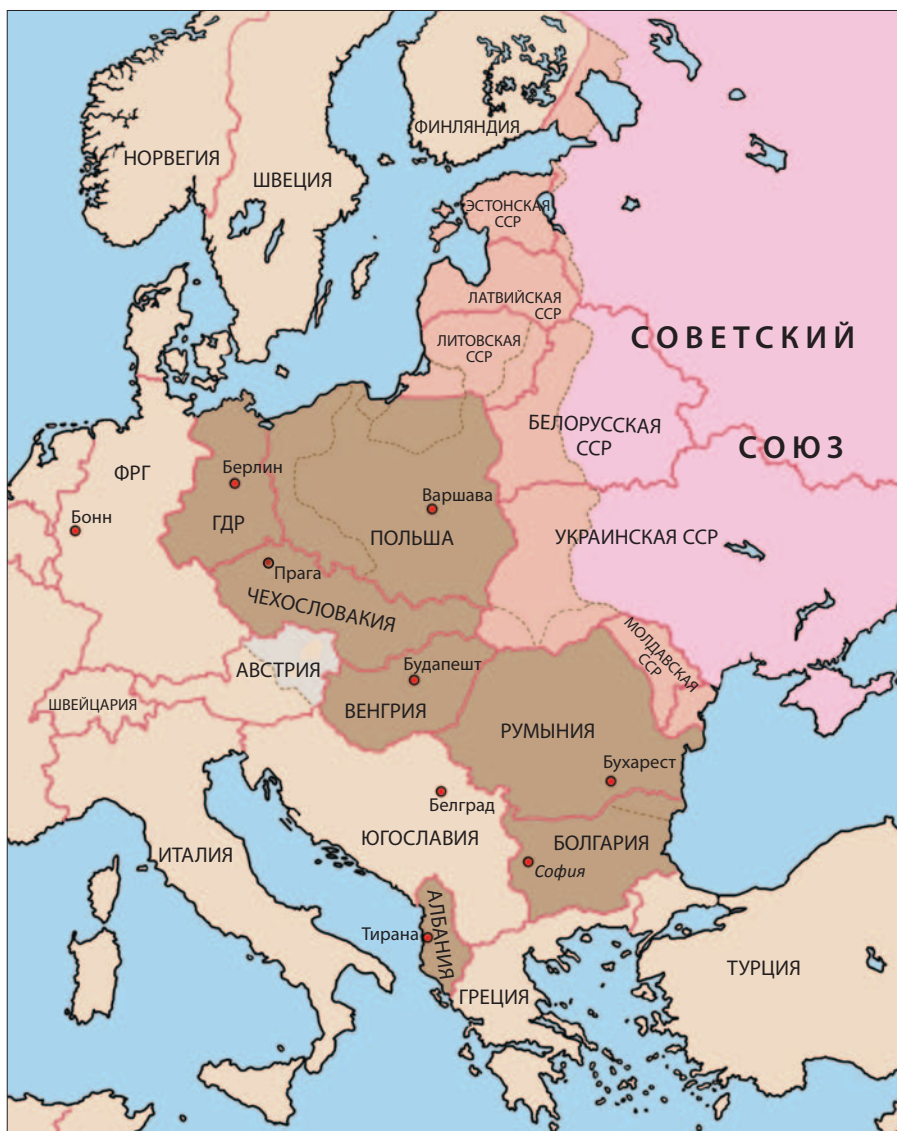 ФИНЛЯНДИЯ
НОРВЕГИЯ
ШВЕЦИЯ
ЭСТОНСКАЯ
ССР
ЛАТВИЙСКАЯ
ССР
СОВЕТСКИЙ
ЛИТОВСКАЯ
ССР
БЕЛОРУССКАЯ
ССР
СОЮЗ
ФРГ
Берлин
Варшава
Бонн
ГДР
ПОЛЬША
УКРАИНСКАЯ ССР
Прага
ЧЕХОСЛОВАКИЯ
МОЛДАВСКАЯ
ССР
АВСТРИЯ
Будапешт
ШВЕЙЦАРИЯ
ВЕНГРИЯ
РУМЫНИЯ
Бухарест
Белград
ЮГОСЛАВИЯ
БОЛГАРИЯ
ИТАЛИЯ
София
АЛБАНИЯ
Тирана
ТУРЦИЯ
ГРЕЦИЯ